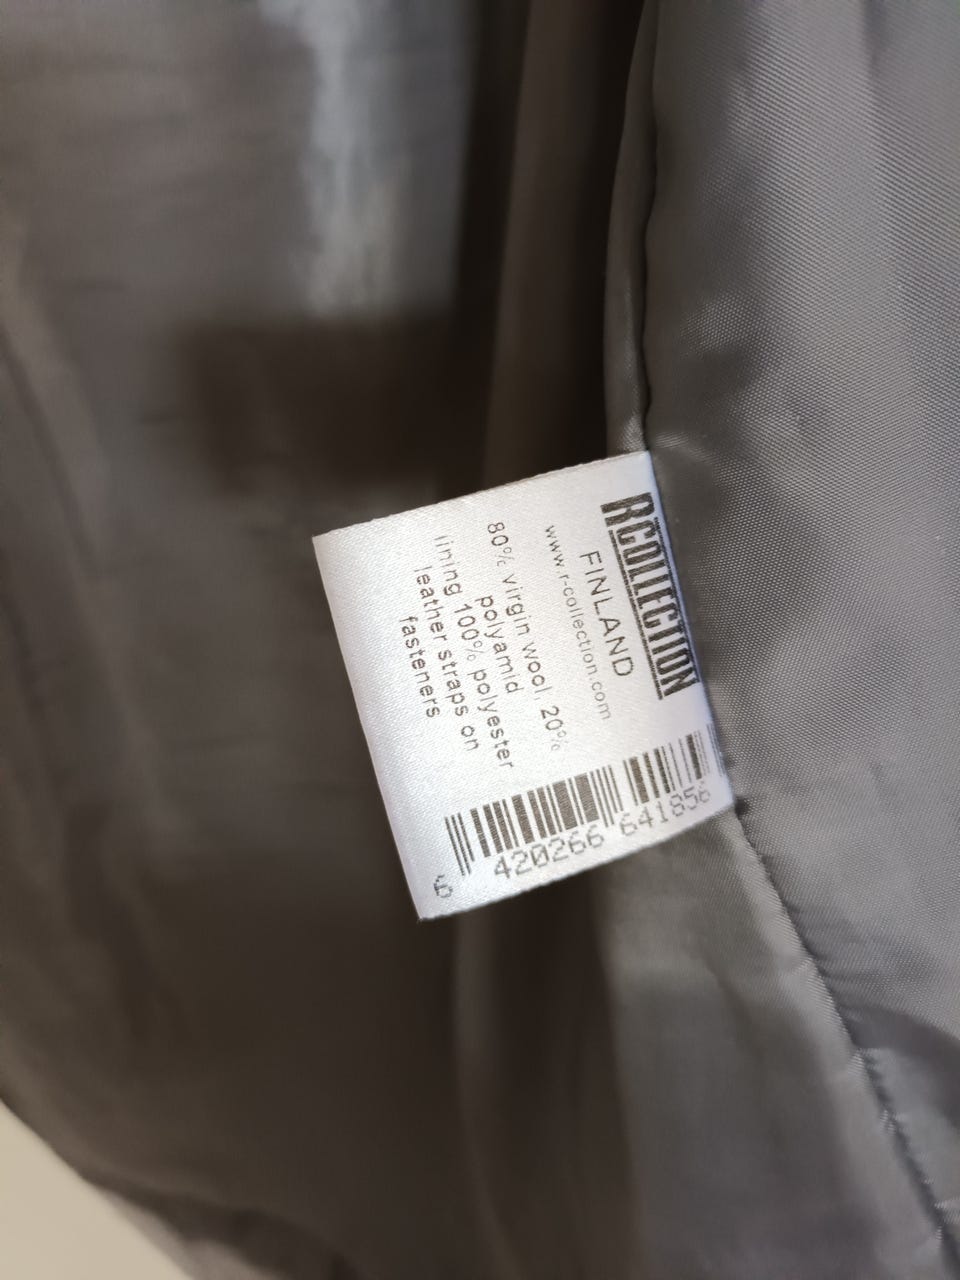 RCOLLECTION
FINLAND
www.r-collection.com
80% virgin wool, 20%
polyamid
lining 100% polyester
leather straps on
fasteners
6 420266 641856